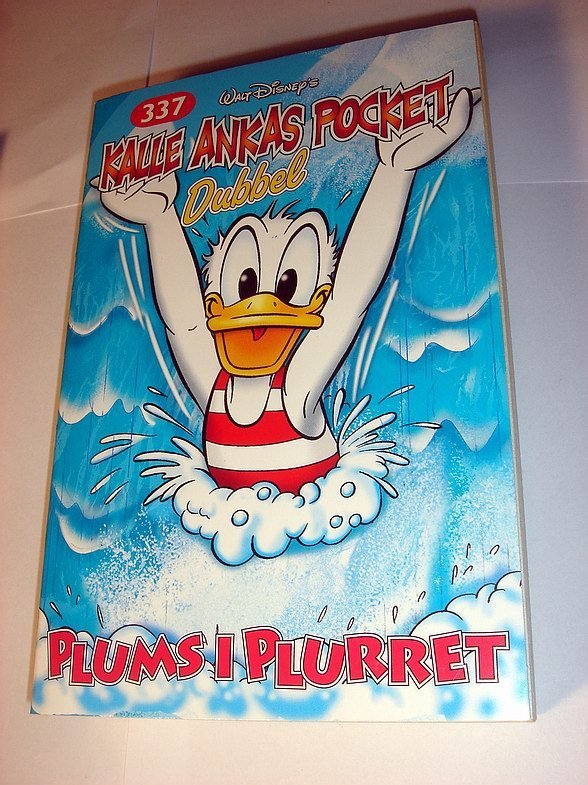 337
WALT DISNEY'S
KALLE ANKAS POCKET
Dubbel
PLUMS I PLURRET